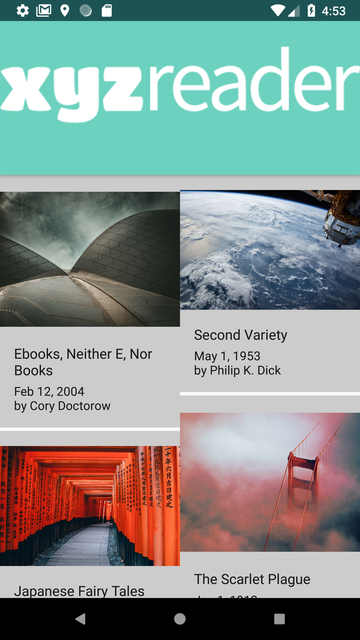 4:53
xyzreader
Ebooks, Neither E, Nor
Books
Feb 12, 2004
by Cory Doctorow
Second Variety
May 1, 1953
by Philip K. Dick
Japanese Fairy Tales
The Scarlet Plague